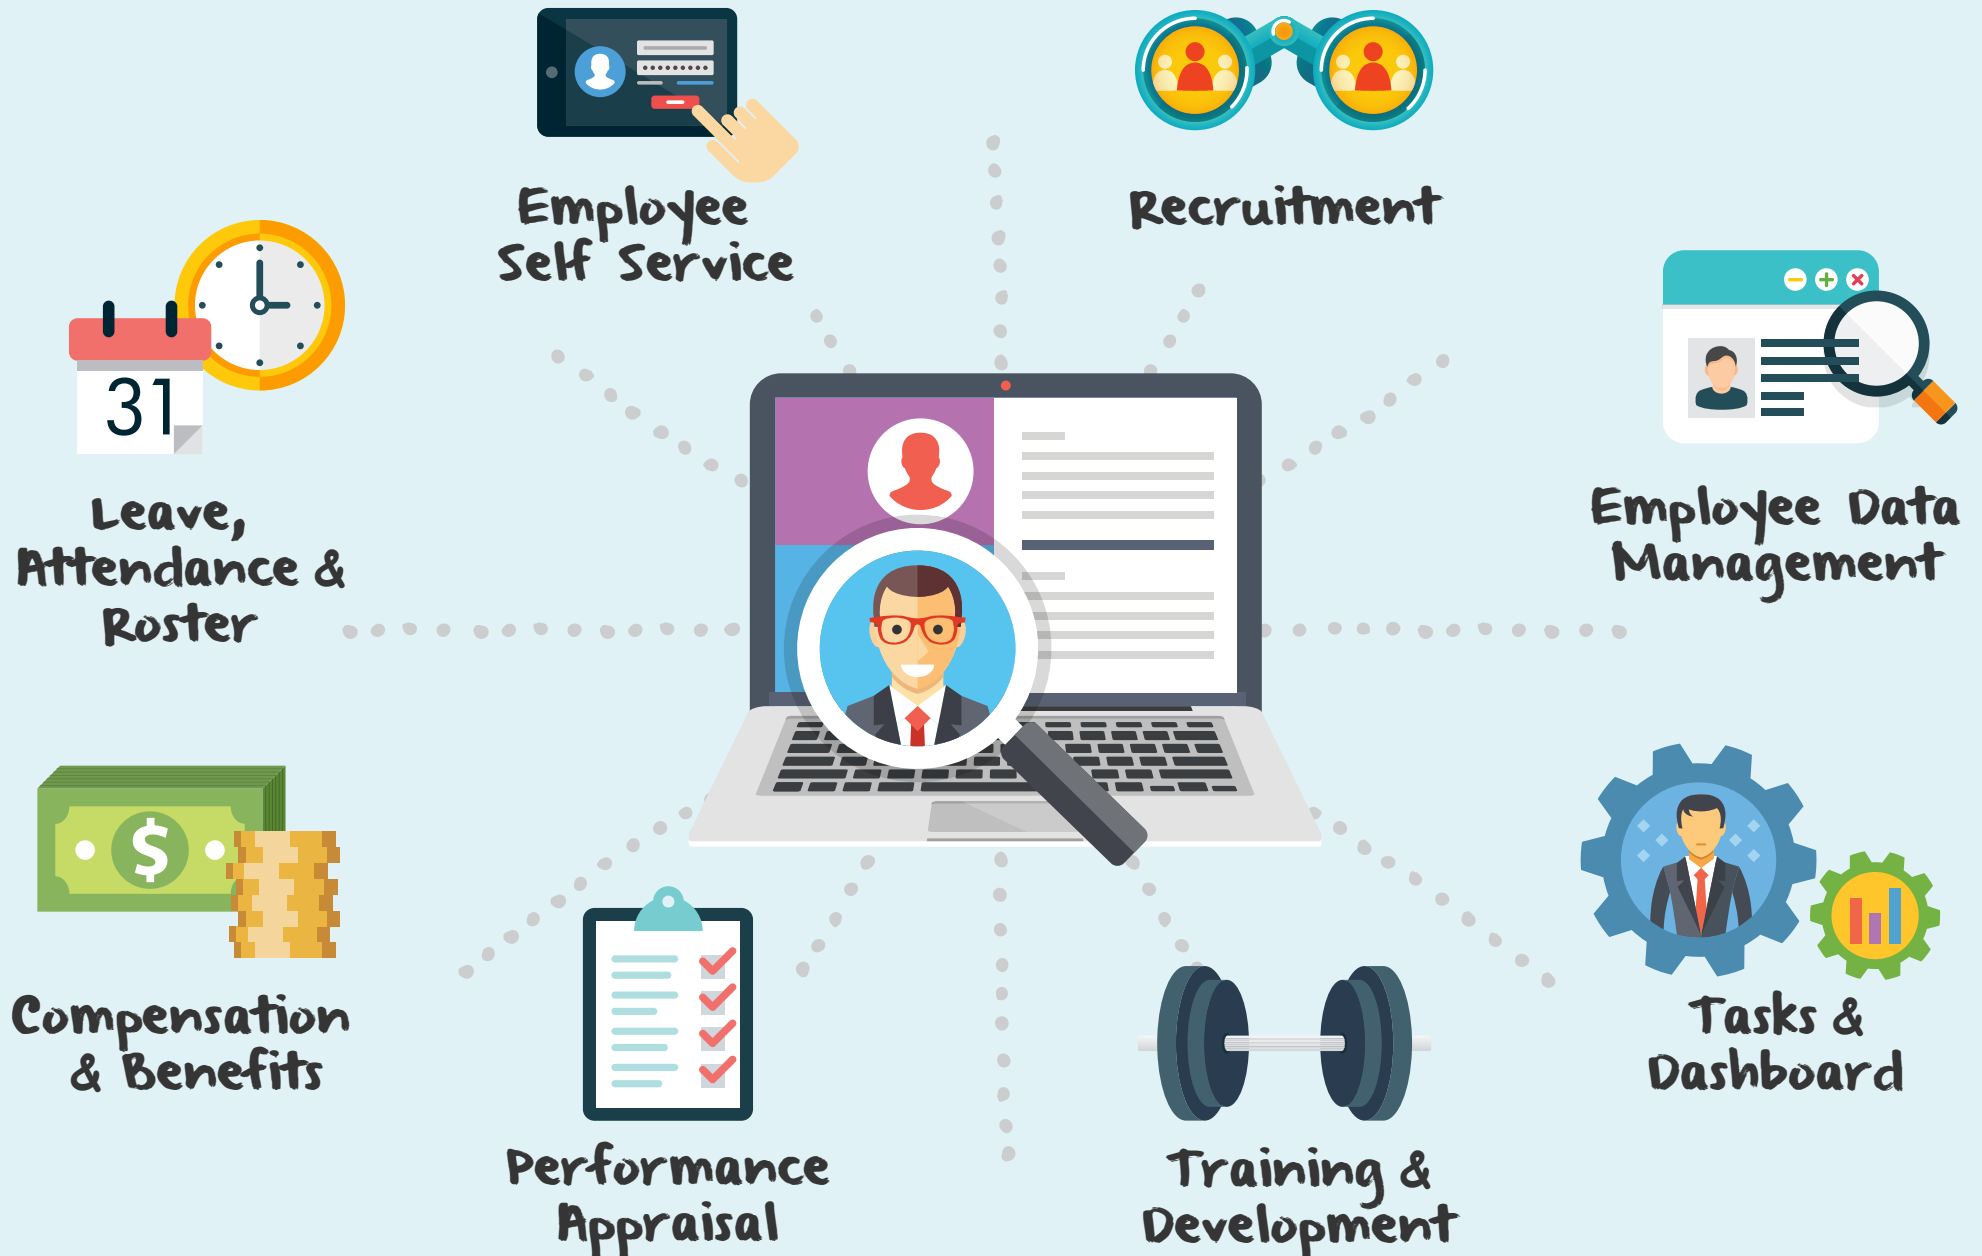 Employee
Self Service
Recruitment
31
Leave,
Attendance &
Roster
Employee Data
Management
$
Compensation
& Benefits
Tasks &
Dashboard
Performance
Appraisal
Training &
Development